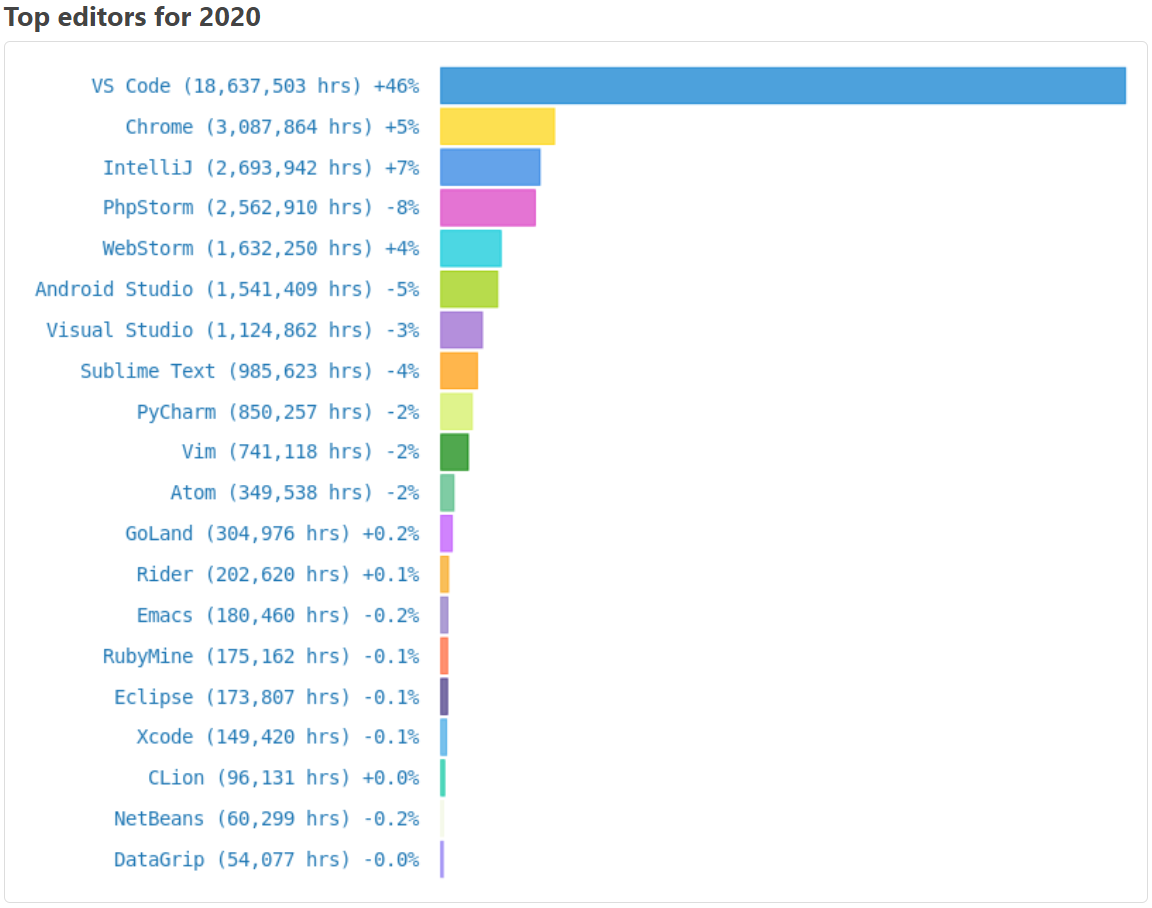 Top editors for 2020
VS Code (18,637,503 hrs) +46%
Chrome (3,087,864 hrs) +5%
IntelliJ (2,693,942 hrs) +7%
PhpStorm (2,562,910 hrs) -8%
WebStorm (1,632,250 hrs) +4%
Android Studio (1,541,409 hrs) -5%
Visual Studio (1,124,862 hrs) -3%
Sublime Text (985,623 hrs) -4%
PyCharm (850,257 hrs) -2%
Vim (741,118 hrs) -2%
Atom (349,538 hrs) -2%
GoLand (304,976 hrs) +0.2%
Rider (202,620 hrs) +0.1%
Emacs (180,460 hrs) -0.2%
RubyMine (175,162 hrs) -0.1%
Eclipse (173,807 hrs) -0.1%
Xcode (149,420 hrs) -0.1%
CLion (96,131 hrs) +0.0%
NetBeans (60,299 hrs) -0.2%
DataGrip (54,077 hrs) -0.0%